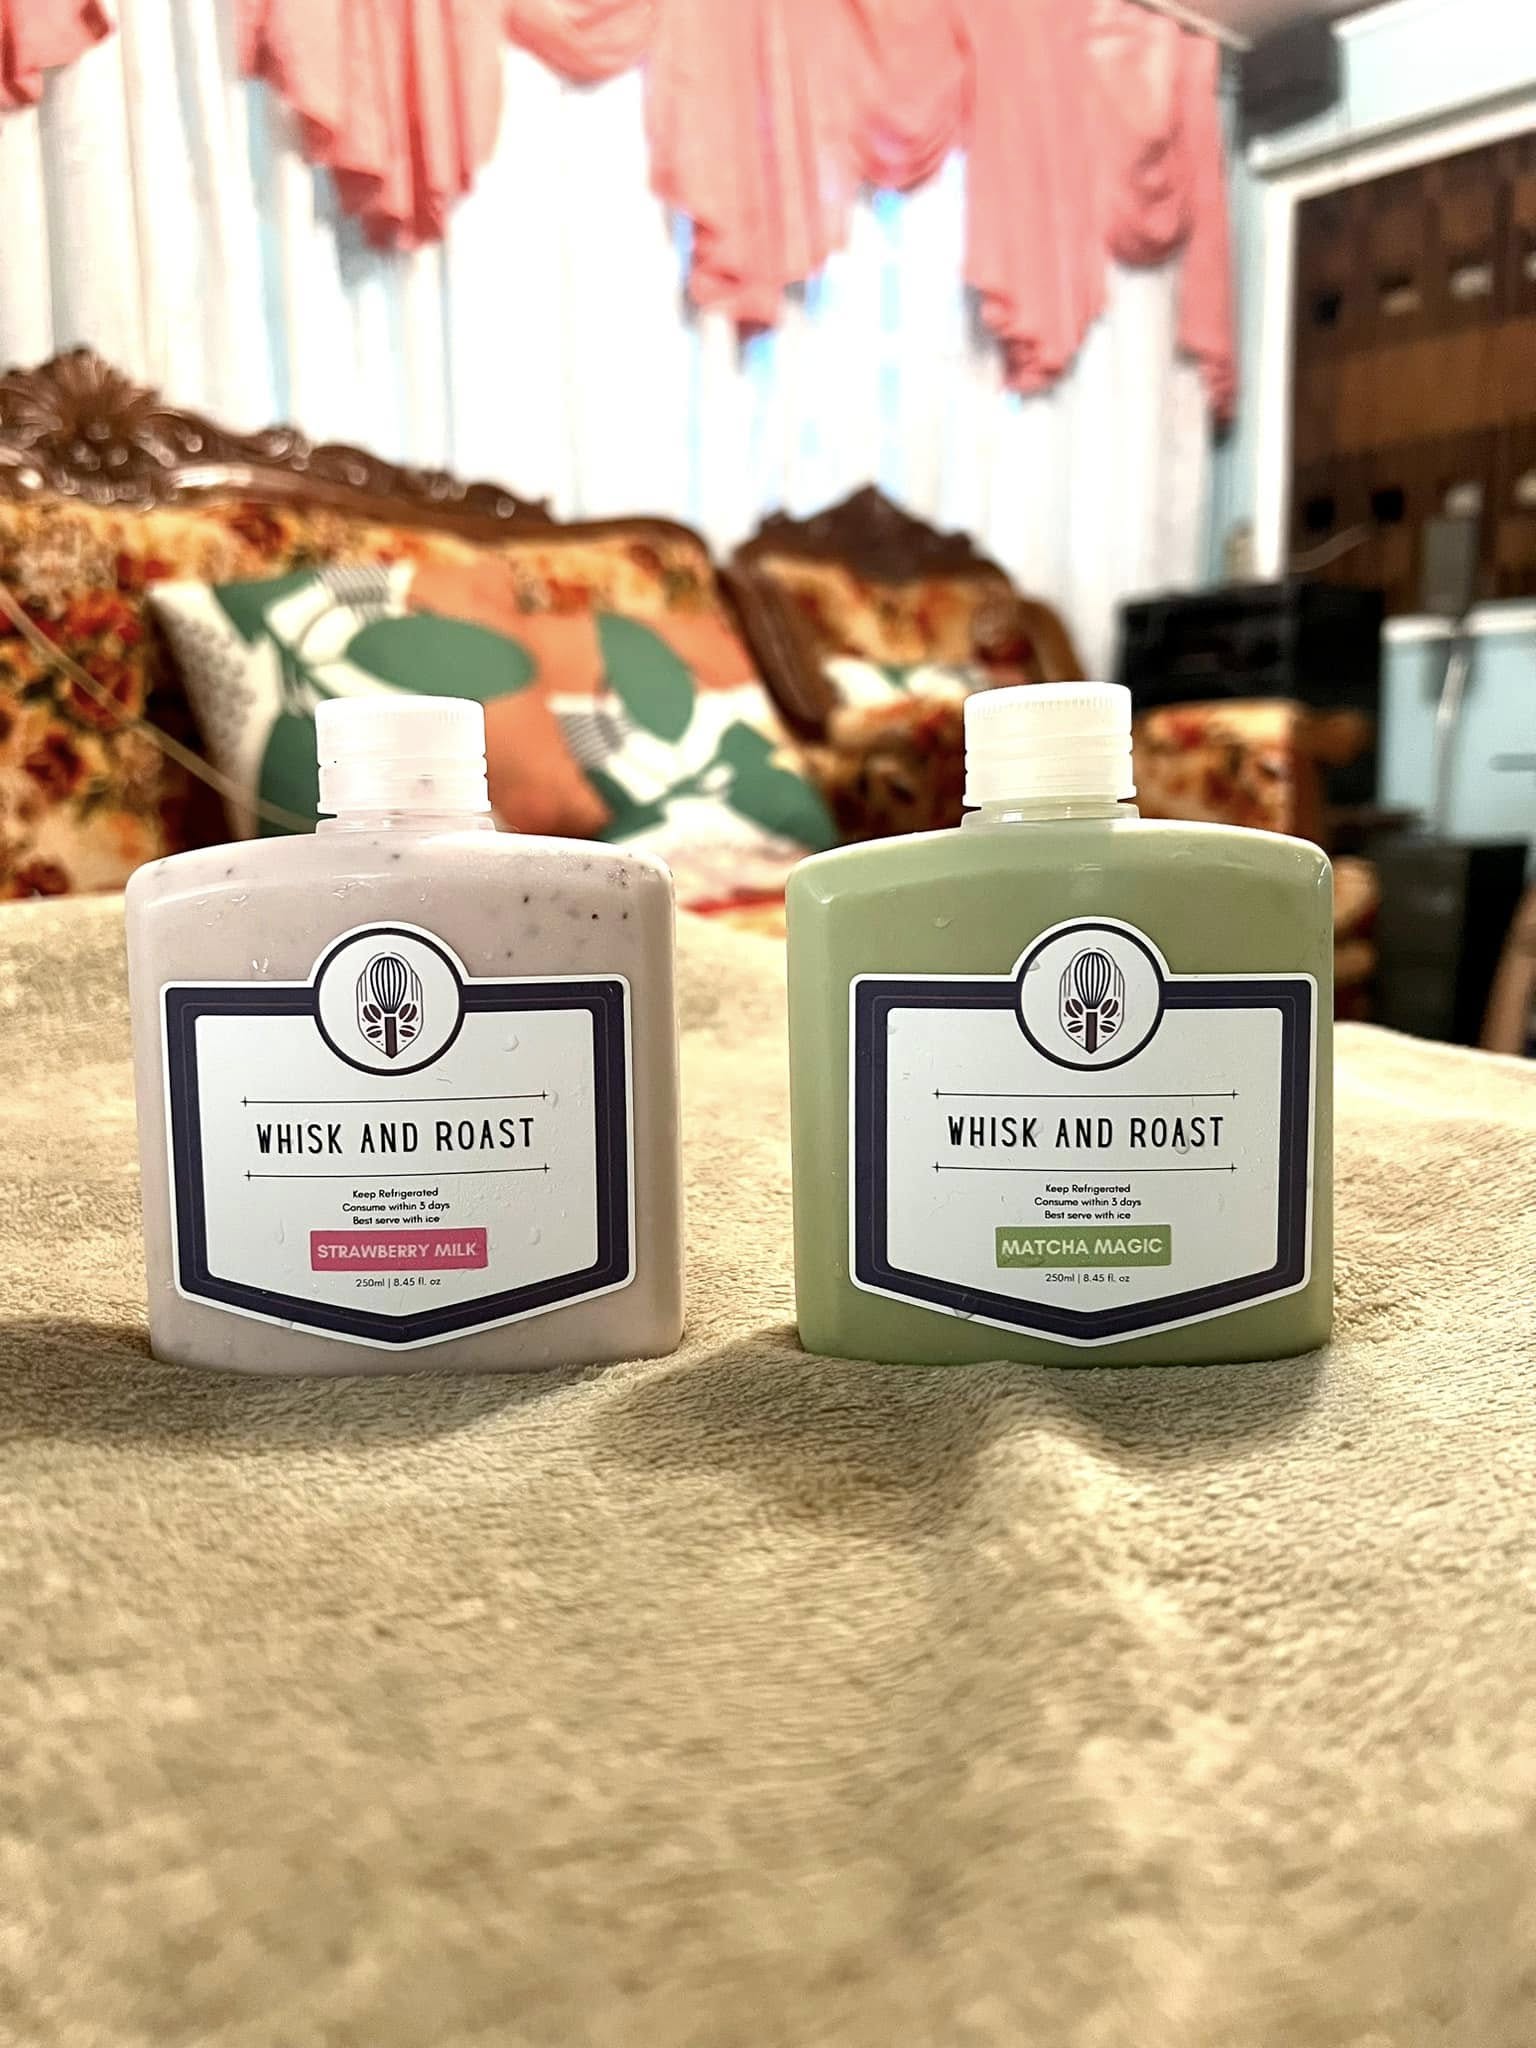 WHISK AND ROAST
Keep Refrigerated
Consume within 3 days
Best serve with ice
STRAWBERRY MILK
250ml | 8.45 fl. oz
WHISK AND ROAST
Keep Refrigerated
Consume within 3 days
Best serve with ice
MATCHA MAGIC
250ml | 8.45 fl. oz